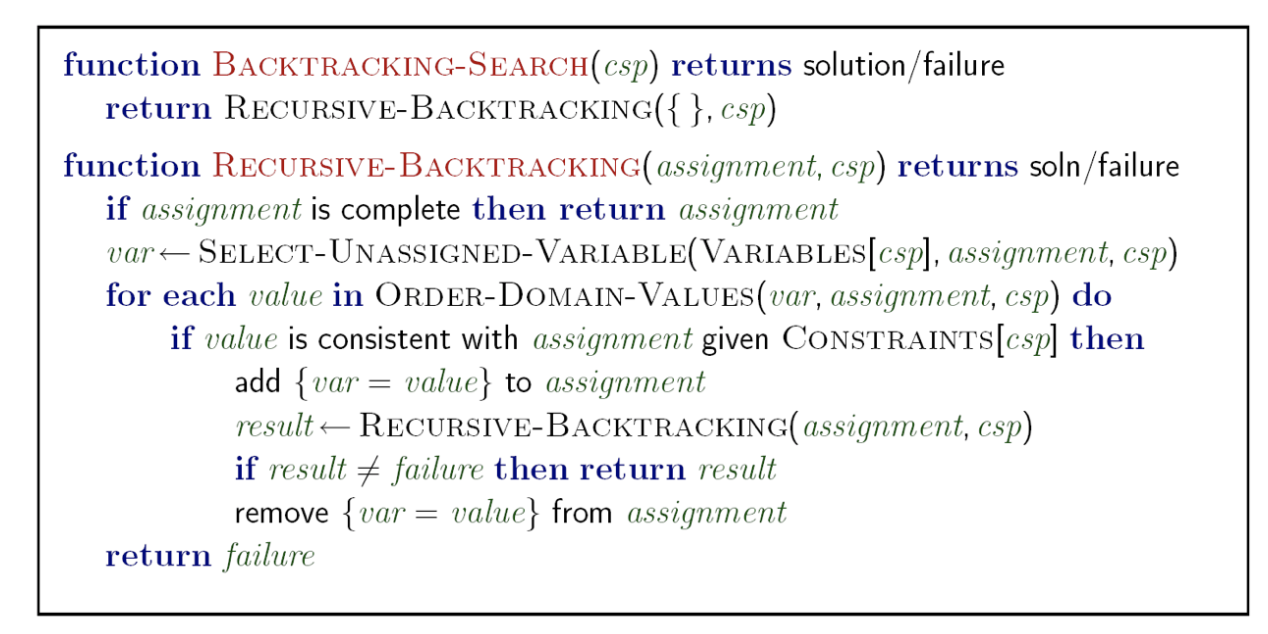 function BACKTRACKING-SEARCH(csp) returns solution/failure
return RECURSIVE-BACKTRACKING({ }, csp)
function RECURSIVE-BACKTRACKING(assignment, csp) returns soln/failure
if assignment is complete then return assignment
var ← SELECT-UNASSIGNED-VARIABLE(VARIABLES[csp], assignment, csp)
for each value in ORDER-DOMAIN-VALUES(var, assignment, csp) do
if value is consistent with assignment given CONSTRAINTS[csp] then
add {var = value} to assignment
result ← RECURSIVE-BACKTRACKING(assignment, csp)
if result ≠ failure then return result
remove {var = value} from assignment
return failure